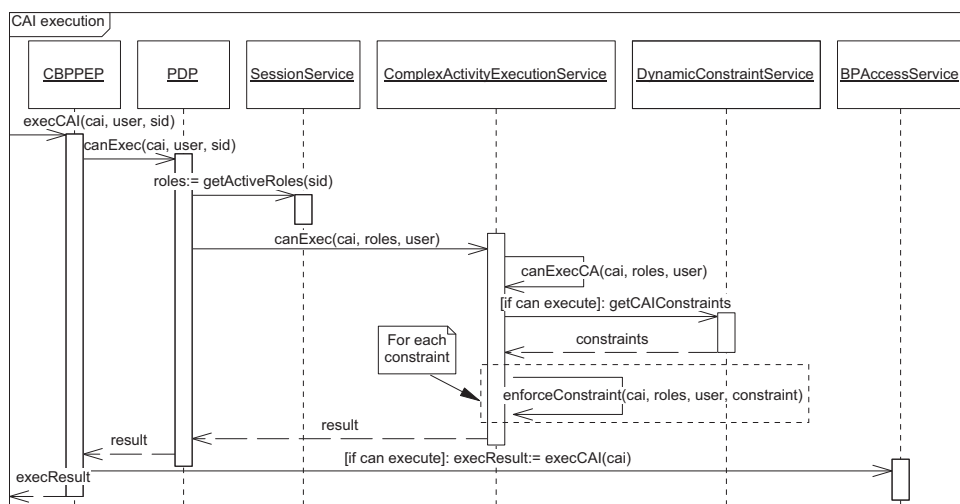 CAI execution
CBPPEP
PDP
SessionService
ComplexActivityExecutionService
DynamicConstraintService
BPAccessService
execCAI(cai, user, sid)
canExec(cai, user, sid)
roles:= getActiveRoles(sid)
canExec(cai, roles, user)
canExecCA(cai, roles, user)
[if can execute]: getCAIConstraints
constraints
For each
constraint
enforceConstraint(cai, roles, user, constraint)
result
result
[if can execute]: execResult:= execCAI(cai)
execResult